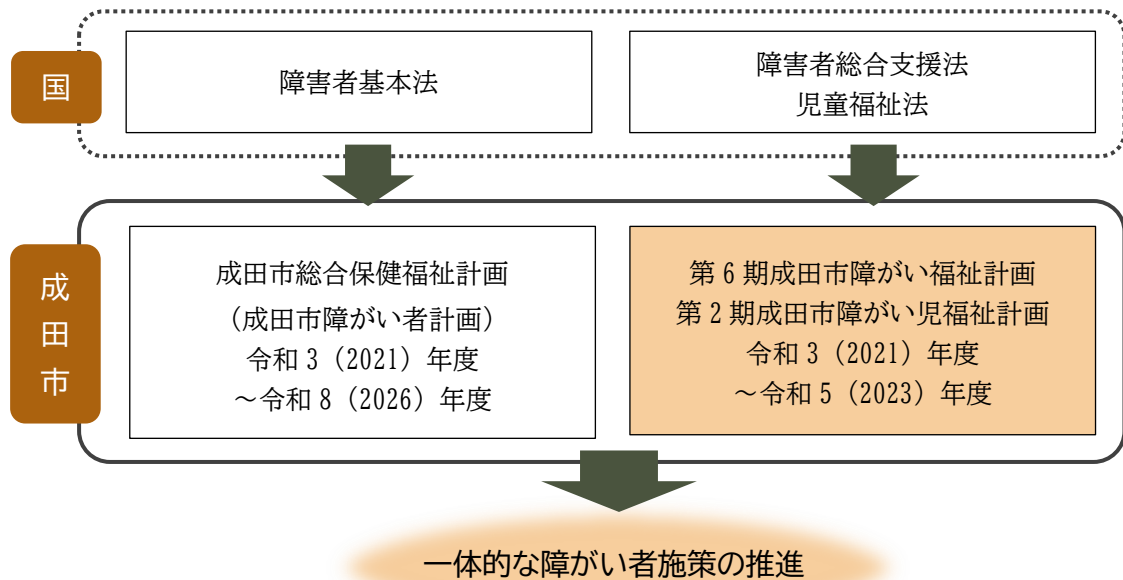 国
障害者基本法
障害者総合支援法
児童福祉法
成田市
成田市総合保健福祉計画
（成田市障がい者計画）
令和3（2021）年度
～令和8（2026）年度
第6期成田市障がい福祉計画
第2期成田市障がい児福祉計画
令和3（2021）年度
～令和5（2023）年度
一体的な障がい者施策の推進